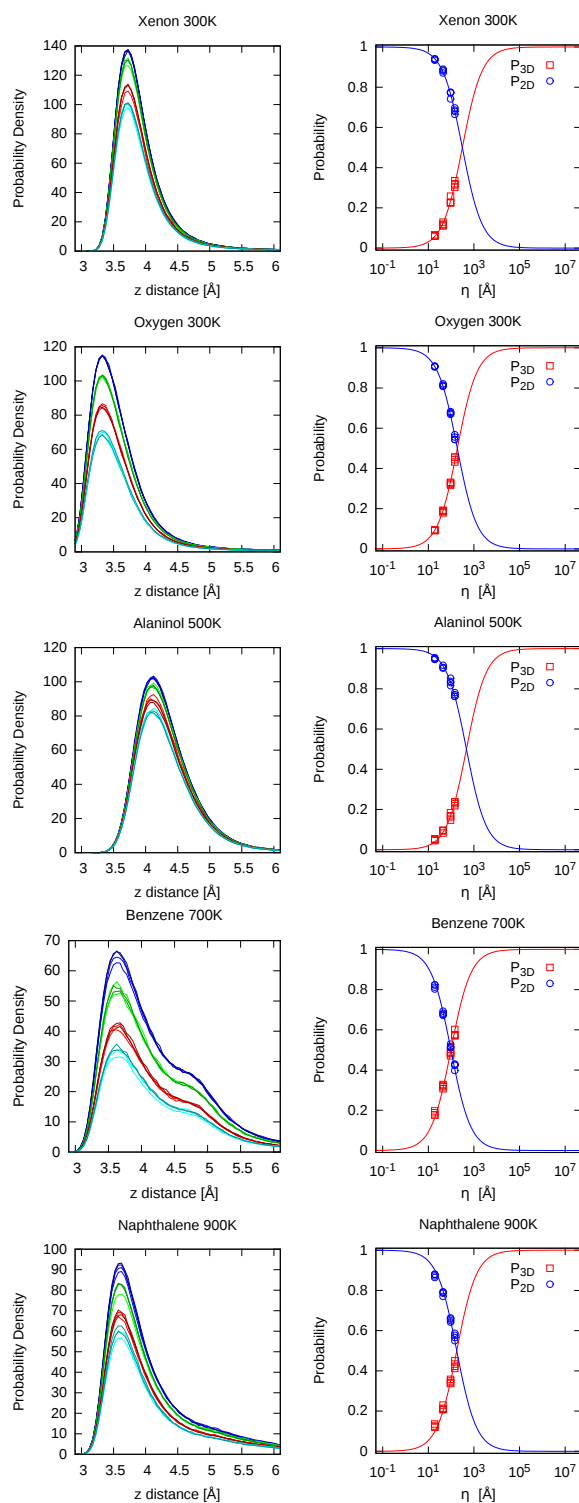 Xenon 300K
Probability Density
140
120
100
80
60
40
20
0
3 3.5 4 4.5 5 5.5 6
z distance [Å]
Xenon 300K
Probability
1
0.8
0.6
0.4
0.2
0
P3D
P2D
10-1 101 103 105 107
η [Å]
Oxygen 300K
Probability Density
120
100
80
60
40
20
0
3 3.5 4 4.5 5 5.5 6
z distance [Å]
Oxygen 300K
Probability
1
0.8
0.6
0.4
0.2
0
P3D
P2D
10-1 101 103 105 107
η [Å]
Alaninol 500K
Probability Density
120
100
80
60
40
20
0
3 3.5 4 4.5 5 5.5 6
z distance [Å]
Alaninol 500K
Probability
1
0.8
0.6
0.4
0.2
0
P3D
P2D
10-1 101 103 105 107
η [Å]
Benzene 700K
Probability Density
70
60
50
40
30
20
10
0
3 3.5 4 4.5 5 5.5 6
z distance [Å]
Benzene 700K
Probability
1
0.8
0.6
0.4
0.2
0
P3D
P2D
10-1 101 103 105 107
η [Å]
Naphthalene 900K
Probability Density
100
90
80
70
60
50
40
30
20
10
0
3 3.5 4 4.5 5 5.5 6
z distance [Å]
Naphthalene 900K
Probability
1
0.8
0.6
0.4
0.2
0
P3D
P2D
10-1 101 103 105 107
η [Å]